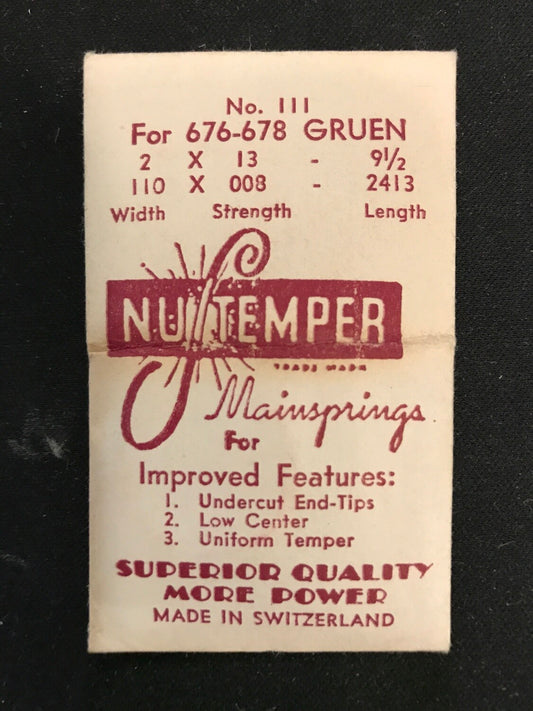 No. 111
For 676-678 GRUEN
2 X 13 - 9½
110 X 008 - 2413
Width Strength Length
NU TEMPER
TRADE MARK
Mainsprings
For
Improved Features:
1. Undercut End-Tips
2. Low Center
3. Uniform Temper
SUPERIOR QUALITY
MORE POWER
MADE IN SWITZERLAND